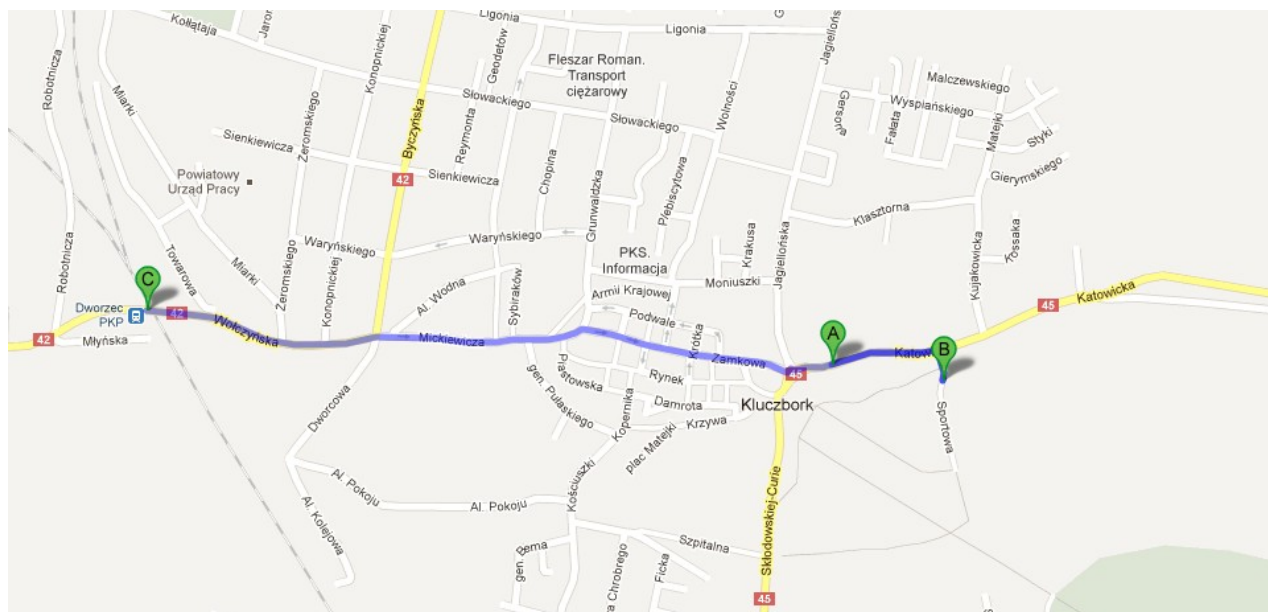 Kołłątaja
Ligonia
Ligonia
Robotnicza
Jaron
Konopnickiej
Geodetów
Jagiellońska
Fleszar Roman.
Transport
ciężarowy
Malczewskiego
Wyspiańskiego
Gersona
Fałata
Matejki
Styki
Miarki
Słowackiego
Słowackiego
Wolności
Żeromskiego
Byczyńska
Reymonta
Sienkiewicza
Sienkiewicza
42
Chopina
Grunwaldzka
Plebiscytowa
Gierymskiego
Powiatowy
Urząd Pracy
Klasztorna
Kossaka
Kujakowicka
Waryńskiego
Waryńskiego
PKS.
Informacja
Krakusa
Jagiellońska
Moniuszki
Robotnicza
Towarowa
Miarki
Żeromskiego
Konopnickiej
Al. Wodna
Sybiraków
Armii Krajowej
Podwale
Katowicka
45
C
Dworzec
PKP
42
42
Młyńska
Wołczyńska
Mickiewicza
Krótka
Zamkowa
45
A
Katow
B
Piastowska
Rynek
gen. Pułaskiego
Damrota
Kluczbork
Kopernika
Krzywa
plac Matejki
Sportowa
Dworcowa
Al. Pokoju
Al. Pokoju
Kościuszki
Al. Kolejowa
Skłodowskiej-Curie
Szpitalna
gen. Bema
a Chrobrego
Ficka
45